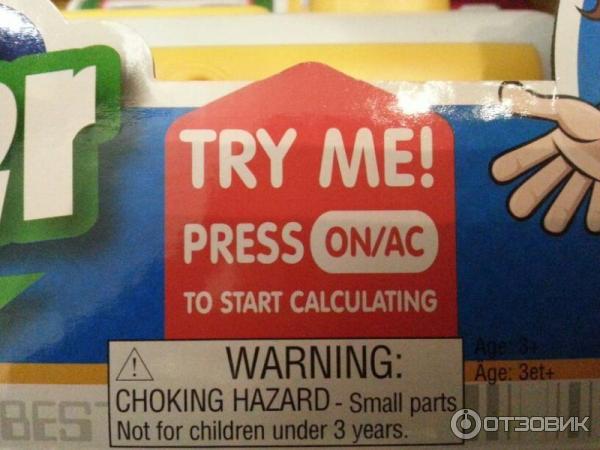 er
TRY ME!
PRESS ON/AC
TO START CALCULATING
Age: 3+
Age: 3et+
WARNING:
CHOKING HAZARD - Small parts
Not for children under 3 years.
BEST
ОТЗОВИК